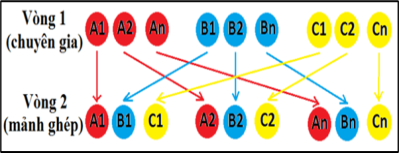 Vòng 1
(chuyên gia)
A1 A2 An B1 B2 Bn C1 C2 Cn
Vòng 2
(mảnh ghép)
A1 B1 C1 A2 B2 C2 An Bn Cn